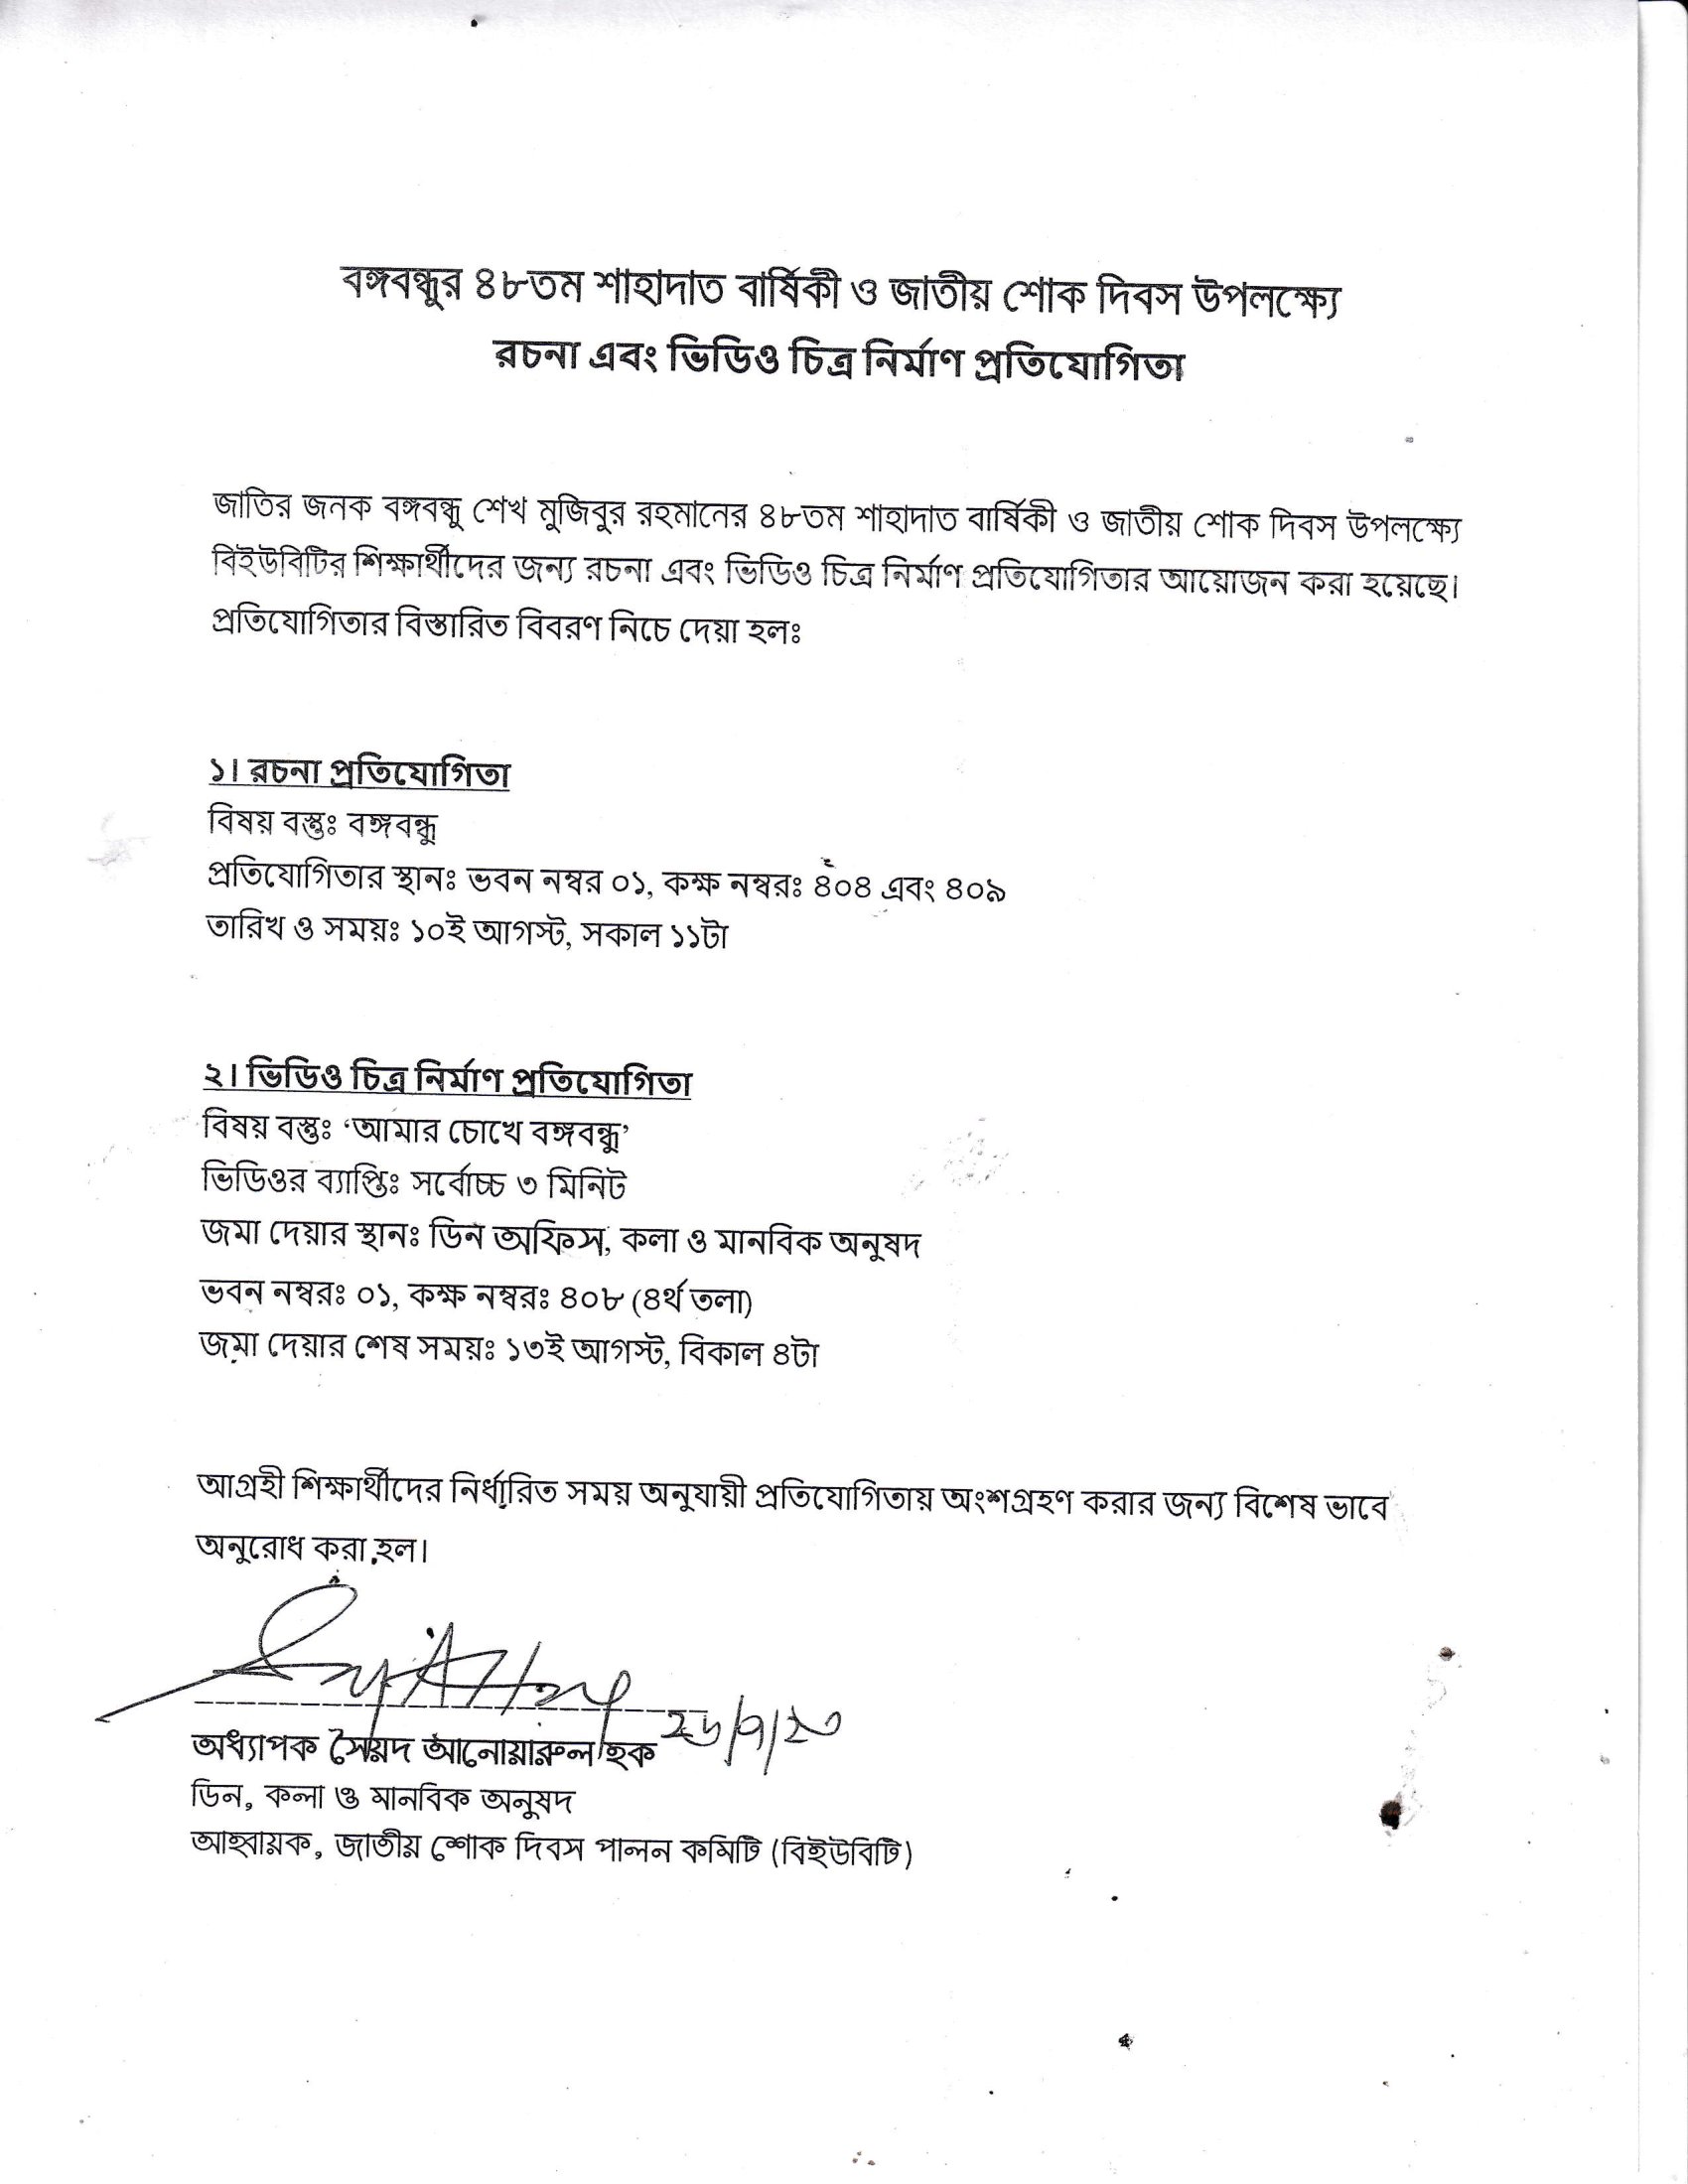 বঙ্গবন্ধুর ৪৮তম শাহাদাত বার্ষিকী ও জাতীয় শোক দিবস উপলক্ষ্যে
রচনা এবং ভিডিও চিত্র নির্মাণ প্রতিযোগিতা
জাতির জনক বঙ্গবন্ধু শেখ মুজিবুর রহমানের ৪৮তম শাহাদাত বার্ষিকী ও জাতীয় শোক দিবস উপলক্ষ্যে
বিইউবিটির শিক্ষার্থীদের জন্য রচনা এবং ভিডিও চিত্র নির্মাণ প্রতিযোগিতার আয়োজন করা হয়েছে।
প্রতিযোগিতার বিস্তারিত বিবরণ নিচে দেয়া হলঃ
১। রচনা প্রতিযোগিতা
বিষয় বস্তুঃ বঙ্গবন্ধু
প্রতিযোগিতার স্থানঃ ভবন নম্বর ০১, কক্ষ নম্বরঃ ৪০৪ এবং ৪০৯
তারিখ ও সময়ঃ ১০ই আগস্ট, সকাল ১১টা
২। ভিডিও চিত্র নির্মাণ প্রতিযোগিতা
বিষয় বস্তুঃ ‘আমার চোখে বঙ্গবন্ধু’
ভিডিওর ব্যাপ্তিঃ সর্বোচ্চ ৩ মিনিট
জমা দেয়ার স্থানঃ ডিন অফিস, কলা ও মানবিক অনুষদ
ভবন নম্বরঃ ০১, কক্ষ নম্বরঃ ৪০৮ (৪র্থ তলা)
জমা দেয়ার শেষ সময়ঃ ১৩ই আগস্ট, বিকাল ৪টা
আগ্রহী শিক্ষার্থীদের নির্ধারিত সময় অনুযায়ী প্রতিযোগিতায় অংশগ্রহণ করার জন্য বিশেষ ভাবে
অনুরোধ করা হল।
২৬/৭/২৩
অধ্যাপক সৈয়দ আনোয়ারুল হক
ডিন, কলা ও মানবিক অনুষদ
আহ্বায়ক, জাতীয় শোক দিবস পালন কমিটি (বিইউবিটি)